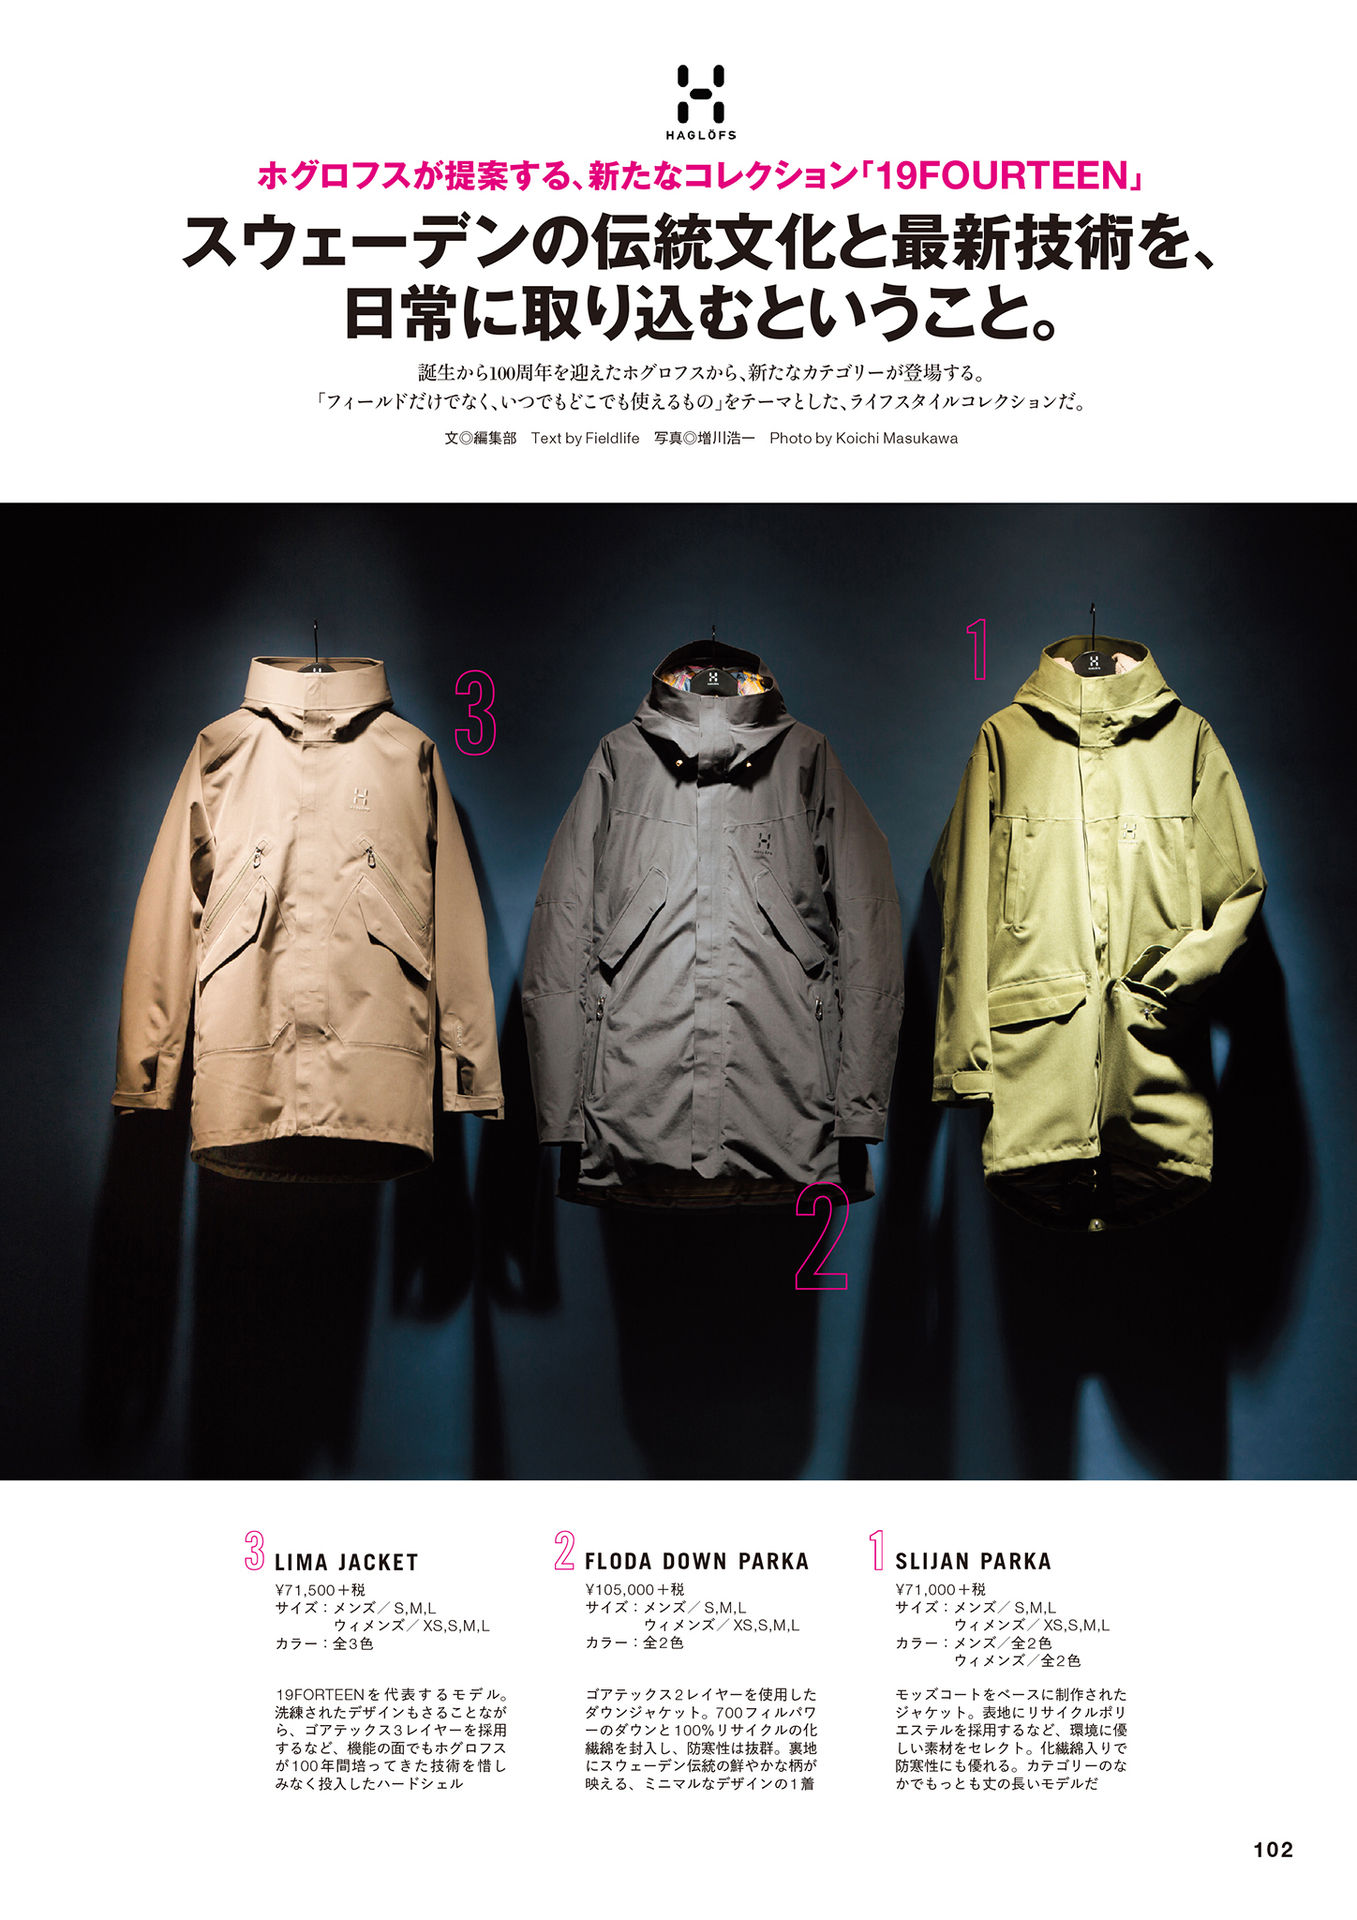 HAGLÖFS
ホグロフスが提案する、新たなコレクション「19FOURTEEN」
スウェーデンの伝統文化と最新技術を、
日常に取り込むということ。
誕生から100周年を迎えたホグロフスから、新たなカテゴリーが登場する。
「フィールドだけでなく、いつでもどこでも使えるもの」をテーマとした、ライフスタイルコレクションだ。
文◎編集部　Text by Fieldlife　写真◎増川浩一　Photo by Koichi Masukawa
3
2
1
HAGLÖFS
HAGLÖFS
3 LIMA JACKET
¥71,500＋税
サイズ：メンズ／S,M,L
ウィメンズ／XS,S,M,L
カラー：全3色
19FORTEENを代表するモデル。
洗練されたデザインもさることなが
ら、ゴアテックス3レイヤーを採用
するなど、機能の面でもホグロフス
が100年間培ってきた技術を惜し
みなく投入したハードシェル
2 FLODA DOWN PARKA
¥105,000＋税
サイズ：メンズ／S,M,L
ウィメンズ／XS,S,M,L
カラー：全2色
ゴアテックス2レイヤーを使用した
ダウンジャケット。700フィルパワ
ーのダウンと100%リサイクルの化
繊綿を封入し、防寒性は抜群。裏地
にスウェーデン伝統の鮮やかな柄が
映える、ミニマルなデザインの1着
1 SLIJAN PARKA
¥71,000＋税
サイズ：メンズ／S,M,L
ウィメンズ／XS,S,M,L
カラー：メンズ／全2色
ウィメンズ／全2色
モッズコートをベースに制作された
ジャケット。表地にリサイクルポリ
エステルを採用するなど、環境に優
しい素材をセレクト。化繊綿入りで
防寒性にも優れる。カテゴリーのな
かでもっとも丈の長いモデルだ
102